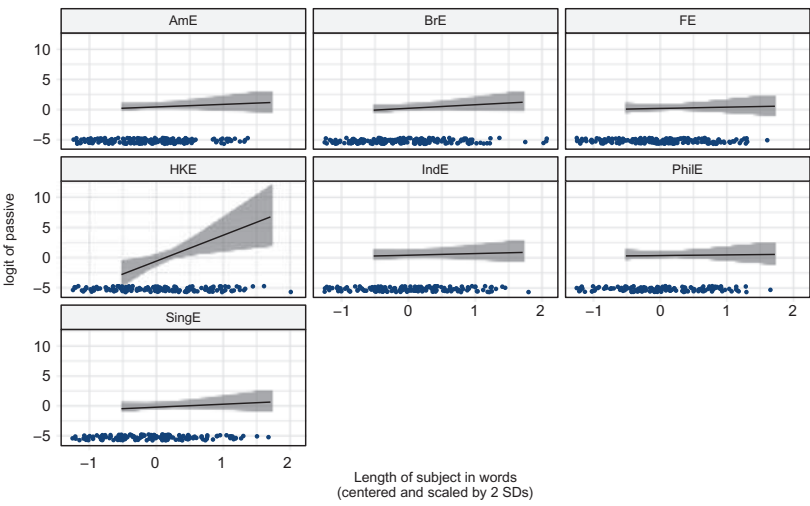 AmE BrE FE
10
5
0
−5
HKE IndE PhilE
10
5
0
−5
−1 0 1 2 −1 0 1 2
SingE
10
5
0
−5
−1 0 1 2
logit of passive
Length of subject in words
(centered and scaled by 2 SDs)